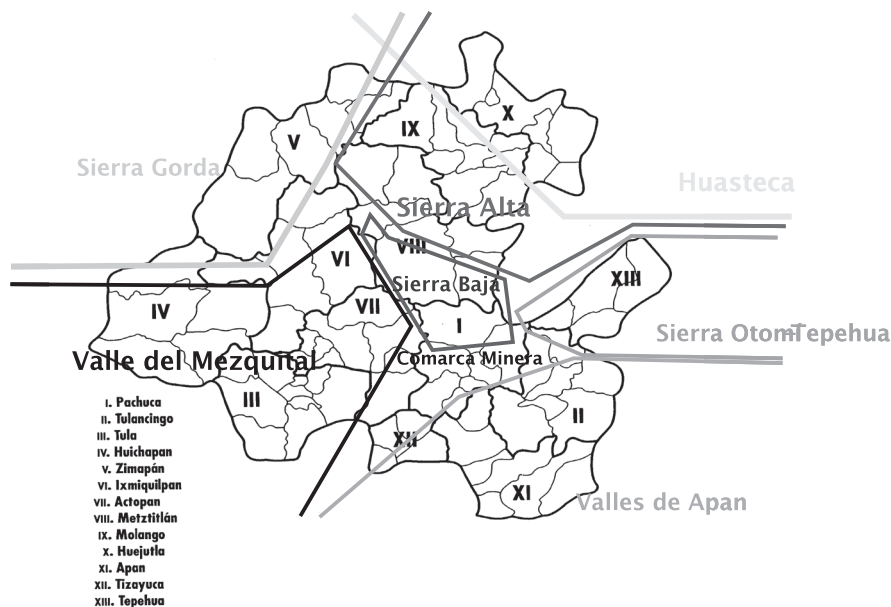 V
IX
X
Sierra Gorda
Huasteca
Sierra Alta
VI
VIII
XIII
Sierra Baja
IV
VII
I
Sierra OtomTepehua
Valle del Mezquital
Comarca Minera
III
II
XII
XI
Valles de Apan
I. Pachuca
II. Tulancingo
III. Tula
IV. Huichapan
V. Zimapán
VI. Ixmiquilpan
VII. Actopan
VIII. Metztitlán
IX. Molango
X. Huejutla
XI. Apan
XII. Tizayuca
XIII. Tepehua